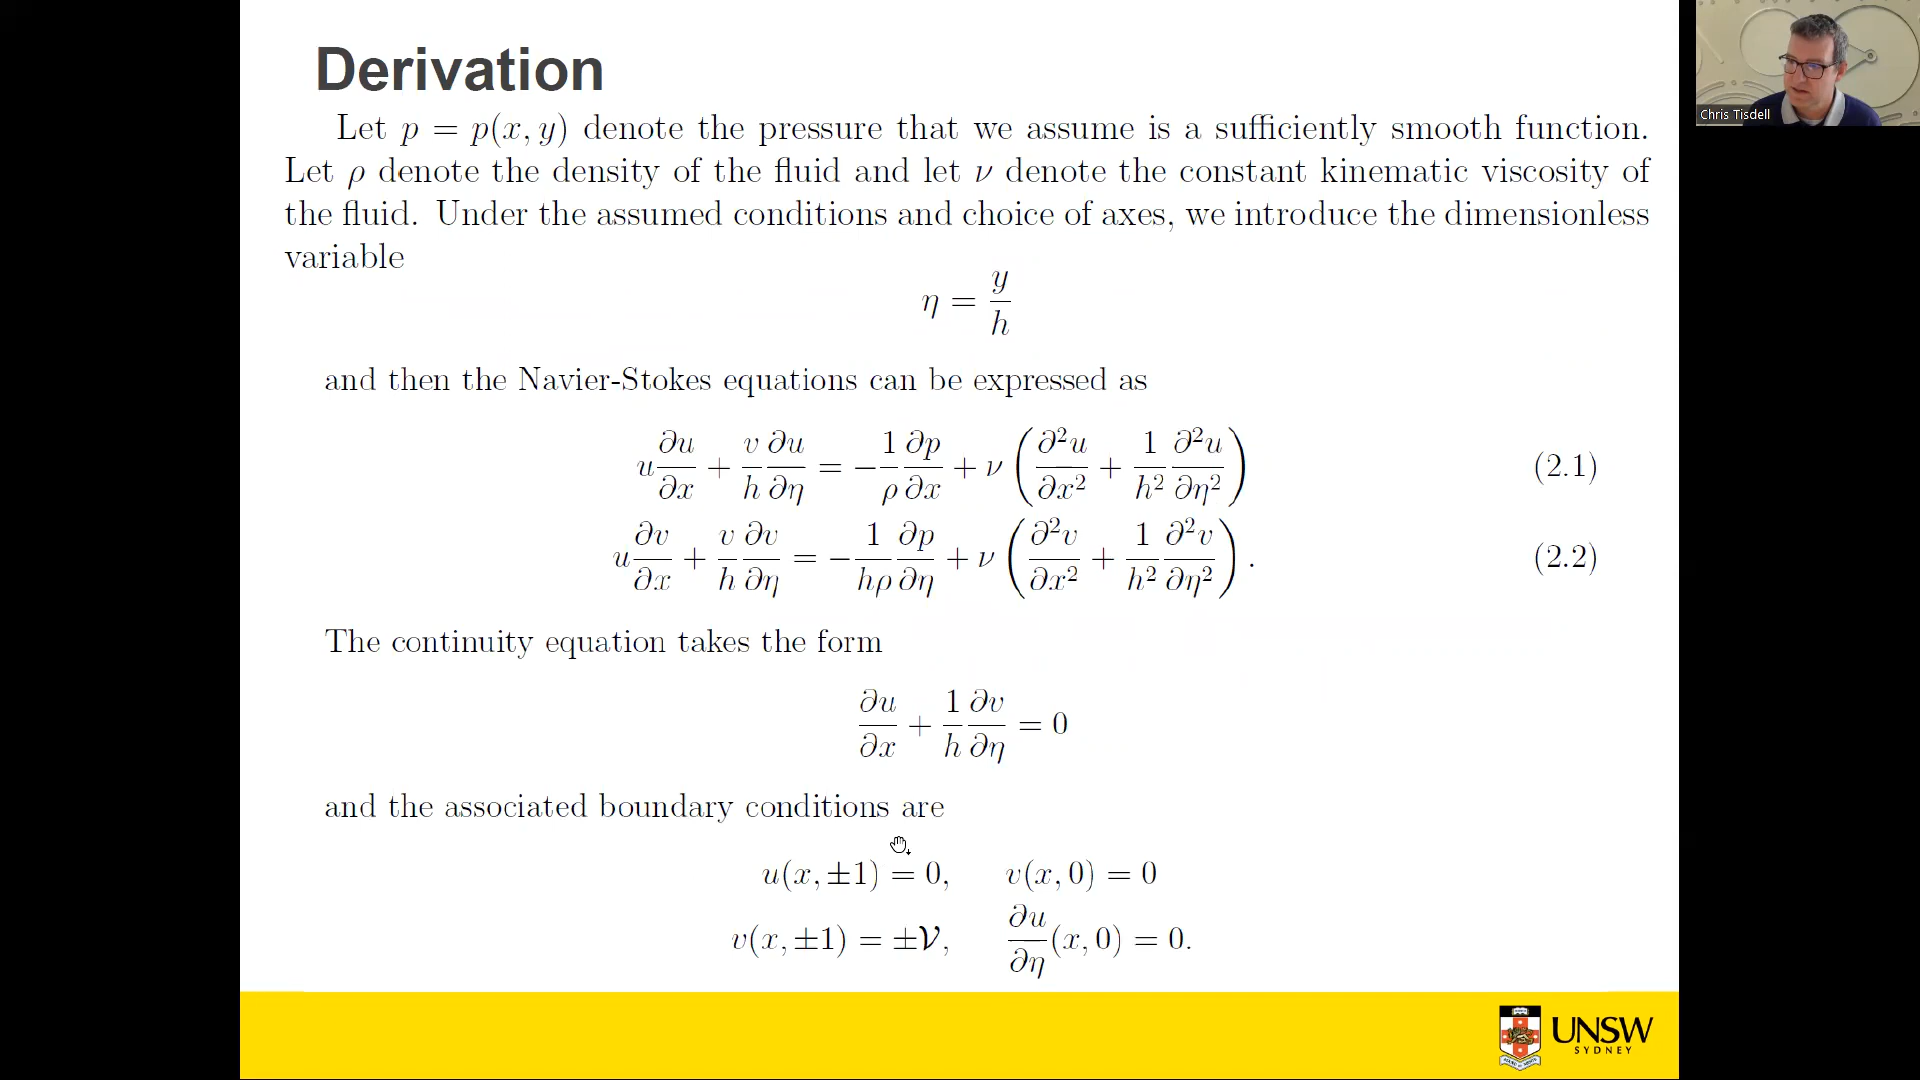 Derivation
Let p = p(x, y) denote the pressure that we assume is a sufficiently smooth function.
Let ρ denote the density of the fluid and let ν denote the constant kinematic viscosity of
the fluid. Under the assumed conditions and choice of axes, we introduce the dimensionless
variable
η = y/h
and then the Navier-Stokes equations can be expressed as
u ∂u/∂x + v/h ∂u/∂η = −1/ρ ∂p/∂x + ν (∂²u/∂x² + 1/h² ∂²u/∂η²) (2.1)
u ∂v/∂x + v/h ∂v/∂η = −1/hρ ∂p/∂η + ν (∂²v/∂x² + 1/h² ∂²v/∂η²). (2.2)
The continuity equation takes the form
∂u/∂x + 1/h ∂v/∂η = 0
and the associated boundary conditions are
u(x, ±1) = 0, v(x, 0) = 0
v(x, ±1) = ±𝒱, ∂u/∂η (x, 0) = 0.
Chris Tisdell
UNSW
SYDNEY